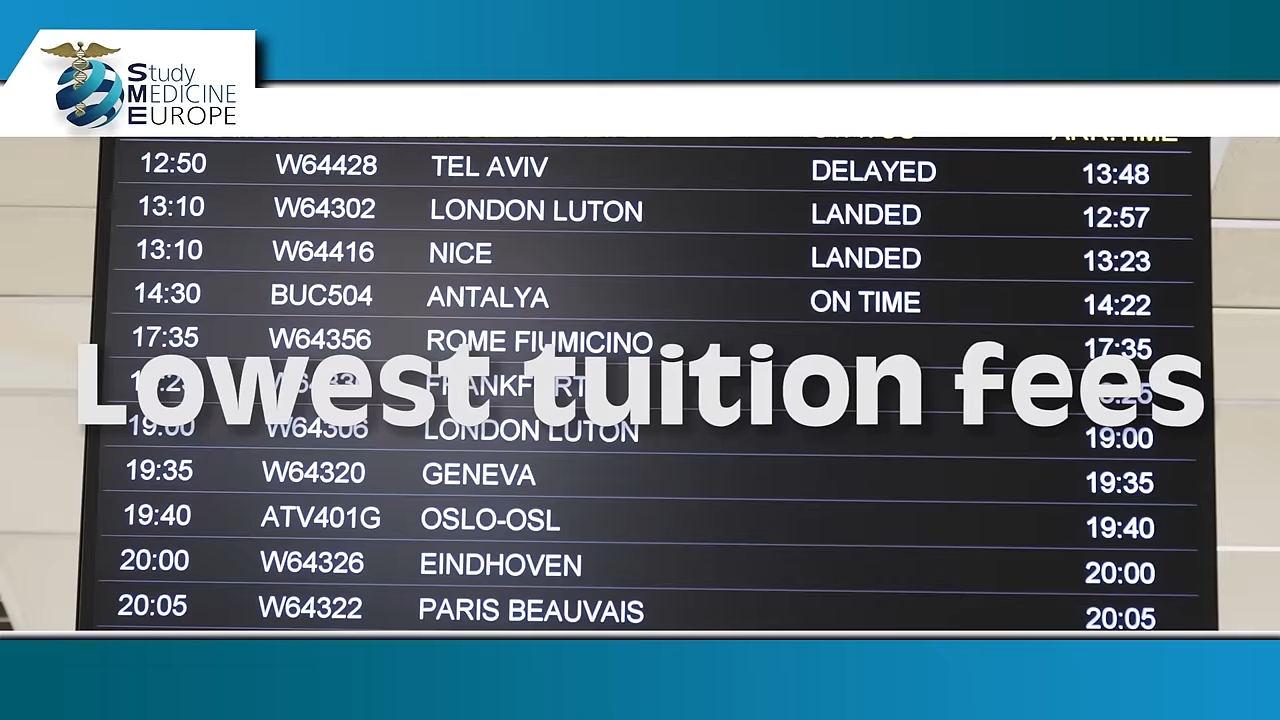 Study
MEDICINE
EUROPE
12:50 W64428 TEL AVIV DELAYED 13:48
13:10 W64302 LONDON LUTON LANDED 12:57
13:10 W64416 NICE LANDED 13:23
14:30 BUC504 ANTALYA ON TIME 14:22
17:35 W64356 ROME FIUMICINO 17:35
Lowest tuition fees
FRANKFURT
19:00 W64306 LONDON LUTON 19:00
19:35 W64320 GENEVA 19:35
19:40 ATV401G OSLO-OSL 19:40
20:00 W64326 EINDHOVEN 20:00
20:05 W64322 PARIS BEAUVAIS 20:05